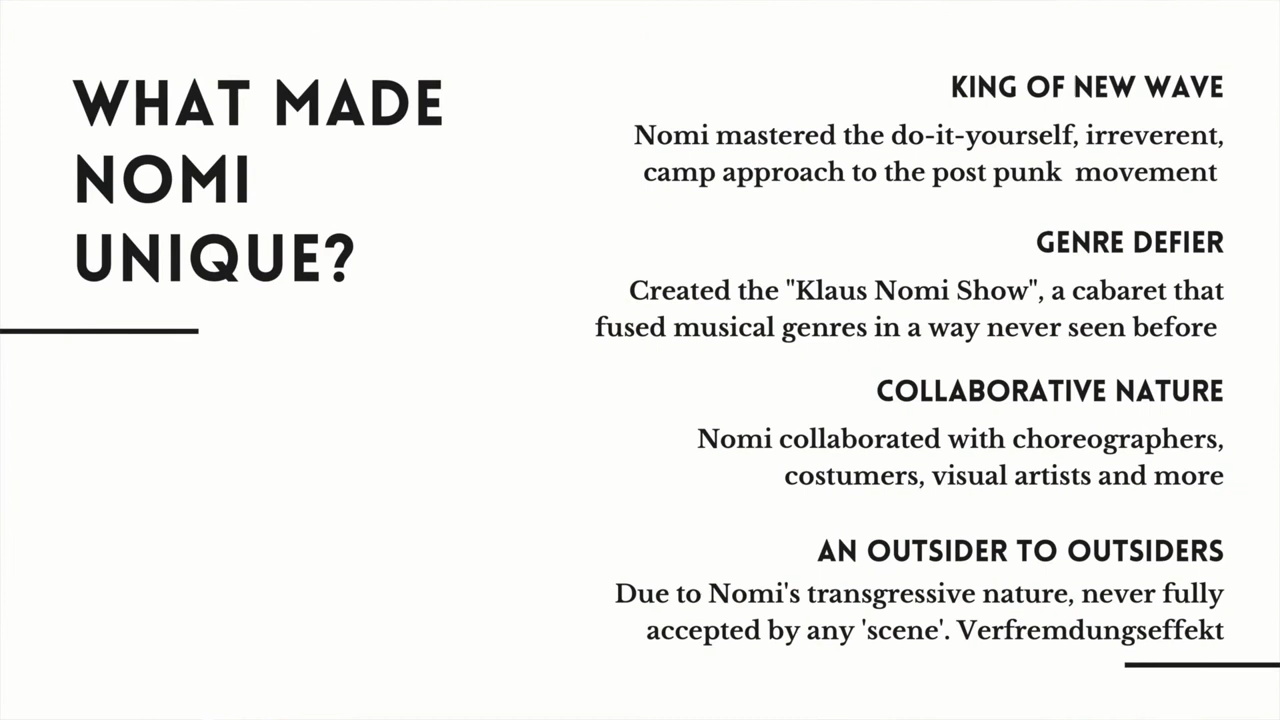 WHAT MADE
NOMI
UNIQUE?
KING OF NEW WAVE
Nomi mastered the do-it-yourself, irreverent,
camp approach to the post punk  movement
GENRE DEFIER
Created the "Klaus Nomi Show", a cabaret that
fused musical genres in a way never seen before
COLLABORATIVE NATURE
Nomi collaborated with choreographers,
costumers, visual artists and more
AN OUTSIDER TO OUTSIDERS
Due to Nomi's transgressive nature, never fully
accepted by any 'scene'. Verfremdungseffekt